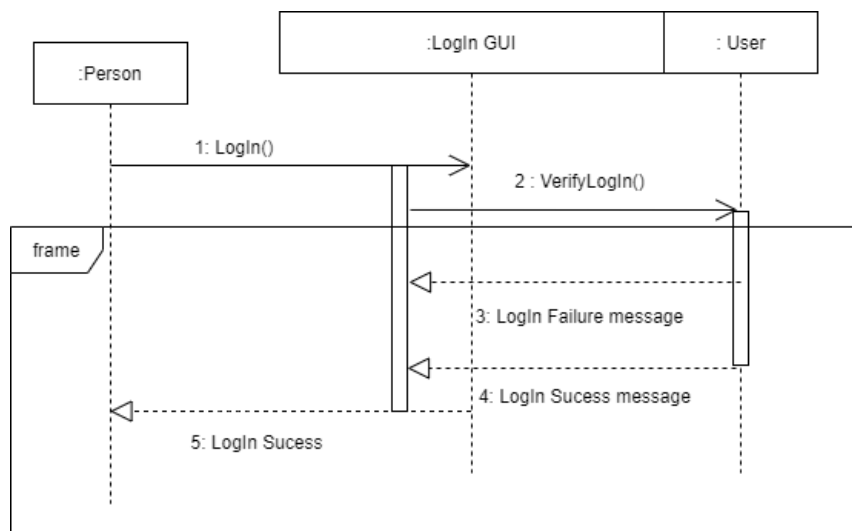 :LogIn GUI
: User
:Person
1: LogIn()
2 : VerifyLogIn()
frame
3: LogIn Failure message
4: LogIn Sucess message
5: LogIn Sucess